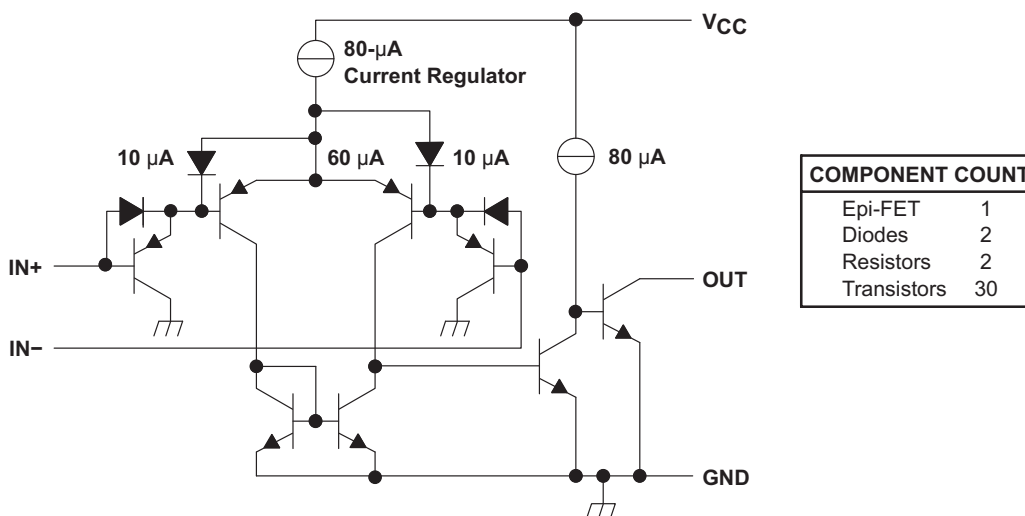 VCC
80-µA
Current Regulator
10 µA
60 µA
10 µA
80 µA
IN+
OUT
IN−
GND
COMPONENT COUNT
Epi-FET 1
Diodes 2
Resistors 2
Transistors 30